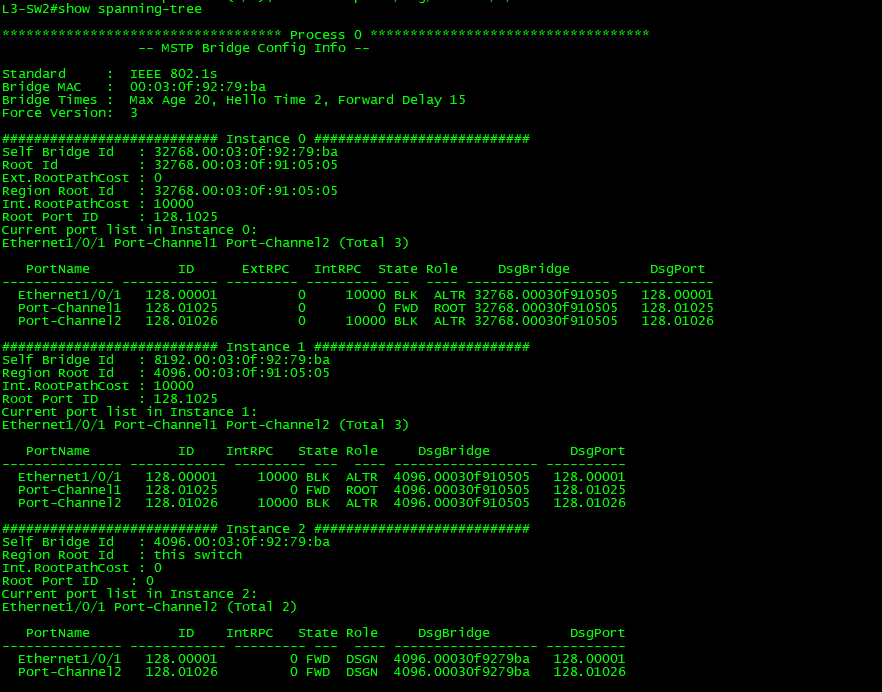 L3-SW2#show spanning-tree
*********************************** Process 0 ***********************************
-- MSTP Bridge Config Info --
Standard     :  IEEE 802.1s
Bridge MAC   :  00:03:0f:92:79:ba
Bridge Times :  Max Age 20, Hello Time 2, Forward Delay 15
Force Version:  3
########################### Instance 0 ###########################
Self Bridge Id   : 32768.00:03:0f:92:79:ba
Root Id          : 32768.00:03:0f:91:05:05
Ext.RootPathCost : 0
Region Root Id   : 32768.00:03:0f:91:05:05
Int.RootPathCost : 10000
Root Port ID     : 128.1025
Current port list in Instance 0:
Ethernet1/0/1 Port-Channel1 Port-Channel2 (Total 3)
PortName           ID      ExtRPC   IntRPC  State Role     DsgBridge          DsgPort
--------------- ------------ --------- --------- ---  ---- ------------------ ------------
Ethernet1/0/1   128.00001         0     10000 BLK  ALTR 32768.00030f910505   128.00001
Port-Channel1   128.01025         0         0 FWD  ROOT 32768.00030f910505   128.01025
Port-Channel2   128.01026         0     10000 BLK  ALTR 32768.00030f910505   128.01026
########################### Instance 1 ###########################
Self Bridge Id   : 8192.00:03:0f:92:79:ba
Region Root Id   : 4096.00:03:0f:91:05:05
Int.RootPathCost : 10000
Root Port ID     : 128.1025
Current port list in Instance 1:
Ethernet1/0/1 Port-Channel1 Port-Channel2 (Total 3)
PortName           ID    IntRPC   State Role     DsgBridge          DsgPort
--------------- ------------ --------- ---  ---- ------------------ ----------
Ethernet1/0/1   128.00001     10000 BLK  ALTR  4096.00030f910505   128.00001
Port-Channel1   128.01025         0 FWD  ROOT  4096.00030f910505   128.01025
Port-Channel2   128.01026     10000 BLK  ALTR  4096.00030f910505   128.01026
########################### Instance 2 ###########################
Self Bridge Id   : 4096.00:03:0f:92:79:ba
Region Root Id   : this switch
Int.RootPathCost : 0
Root Port ID    : 0
Current port list in Instance 2:
Ethernet1/0/1 Port-Channel2 (Total 2)
PortName           ID    IntRPC   State Role     DsgBridge          DsgPort
--------------- ------------ --------- ---  ---- ------------------ ----------
Ethernet1/0/1   128.00001         0 FWD  DSGN  4096.00030f9279ba   128.00001
Port-Channel2   128.01026         0 FWD  DSGN  4096.00030f9279ba   128.01026